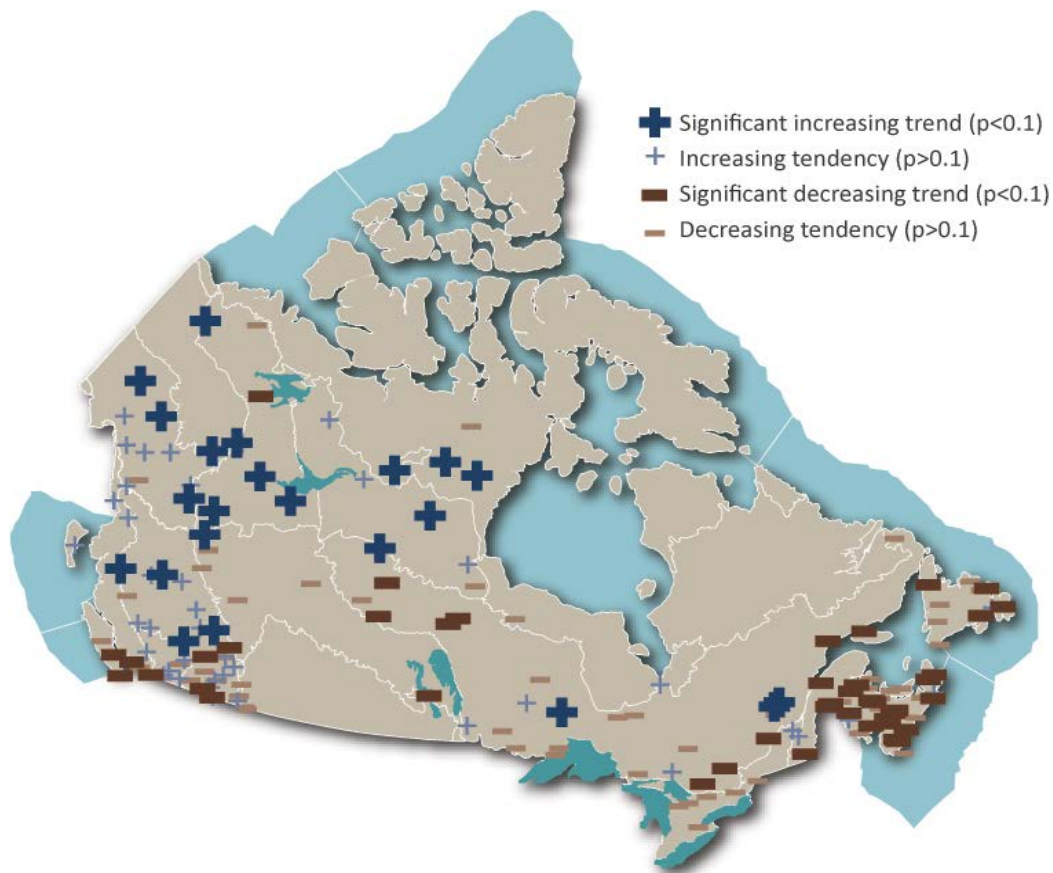 Significant increasing trend (p<0.1)
Increasing tendency (p>0.1)
Significant decreasing trend (p<0.1)
Decreasing tendency (p>0.1)